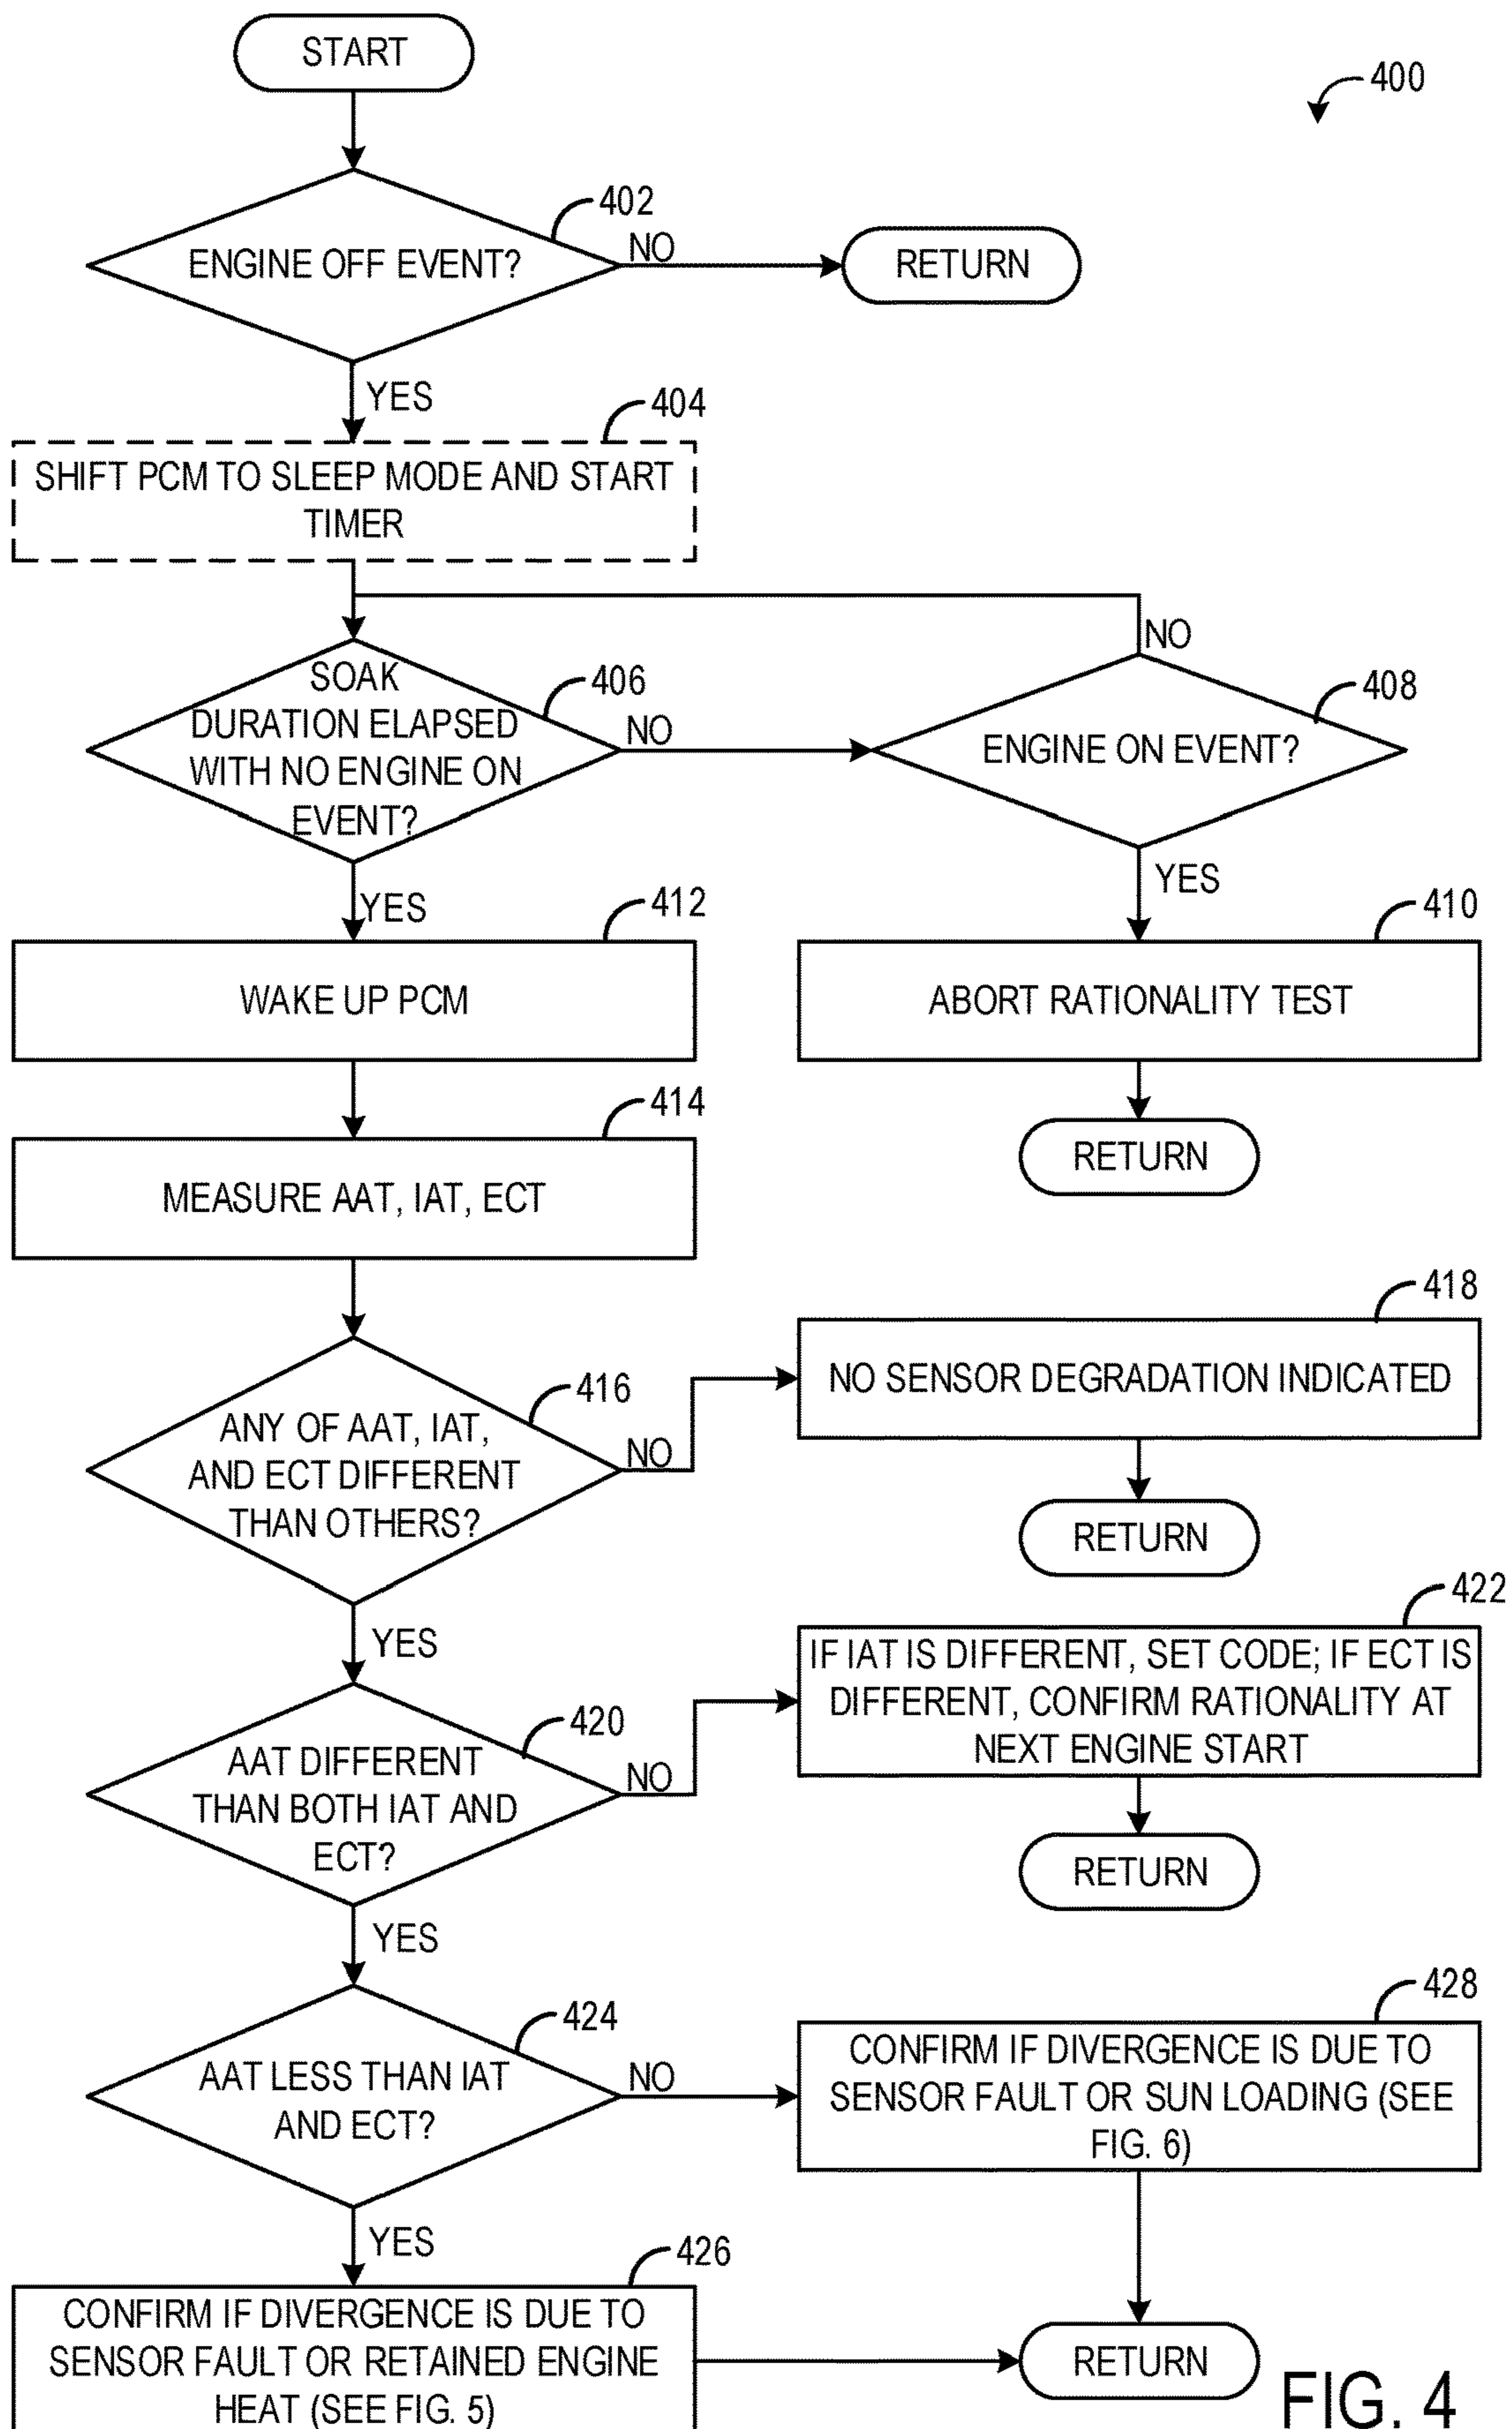 START
400
402
ENGINE OFF EVENT?
NO
RETURN
YES
404
SHIFT PCM TO SLEEP MODE AND START
TIMER
NO
SOAK
DURATION ELAPSED
WITH NO ENGINE ON
EVENT?
406
NO
408
ENGINE ON EVENT?
YES
YES
412
410
WAKE UP PCM
ABORT RATIONALITY TEST
414
RETURN
MEASURE AAT, IAT, ECT
418
416
NO SENSOR DEGRADATION INDICATED
ANY OF AAT, IAT,
AND ECT DIFFERENT
THAN OTHERS?
NO
RETURN
YES
422
IF IAT IS DIFFERENT, SET CODE; IF ECT IS
DIFFERENT, CONFIRM RATIONALITY AT
NEXT ENGINE START
420
AAT DIFFERENT
THAN BOTH IAT AND
ECT?
NO
RETURN
YES
428
424
AAT LESS THAN IAT
AND ECT?
NO
CONFIRM IF DIVERGENCE IS DUE TO
SENSOR FAULT OR SUN LOADING (SEE
FIG. 6)
YES
426
CONFIRM IF DIVERGENCE IS DUE TO
SENSOR FAULT OR RETAINED ENGINE
HEAT (SEE FIG. 5)
RETURN
FIG. 4